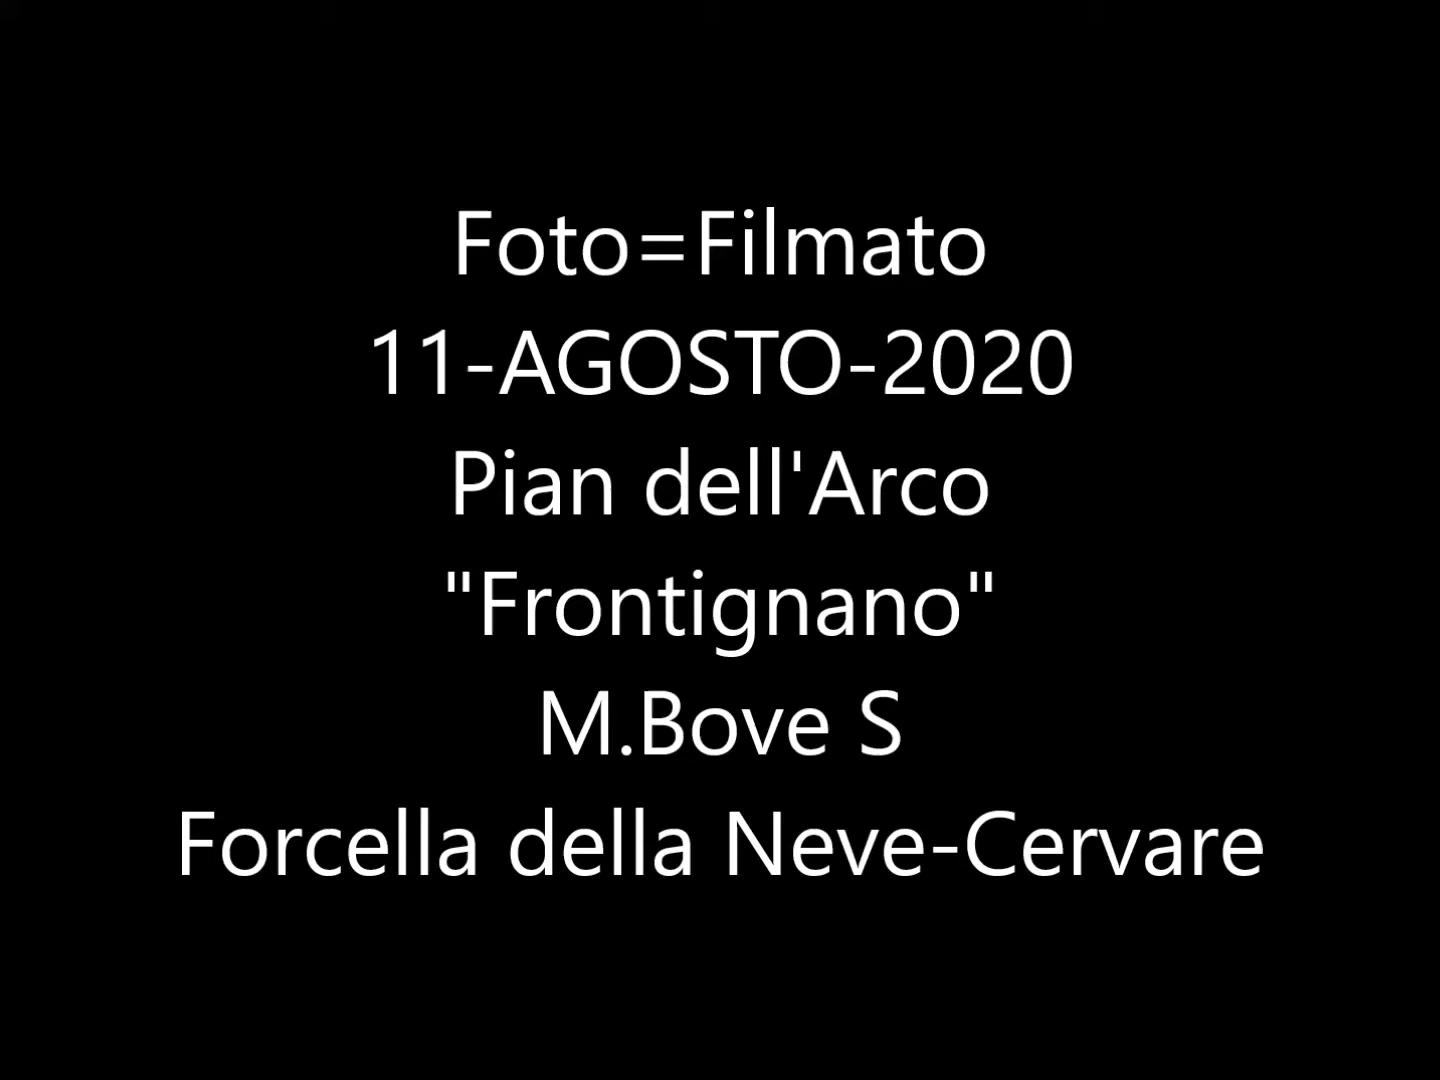 Foto=Filmato
11-AGOSTO-2020
Pian dell'Arco
"Frontignano"
M.Bove S
Forcella della Neve-Cervare